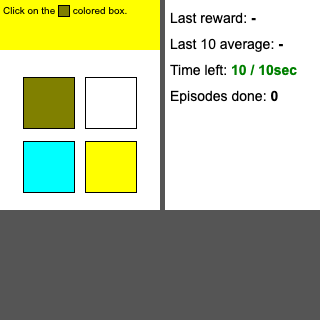 Click on the colored box.
Last reward: -
Last 10 average: -
Time left: 10 / 10sec
Episodes done: 0